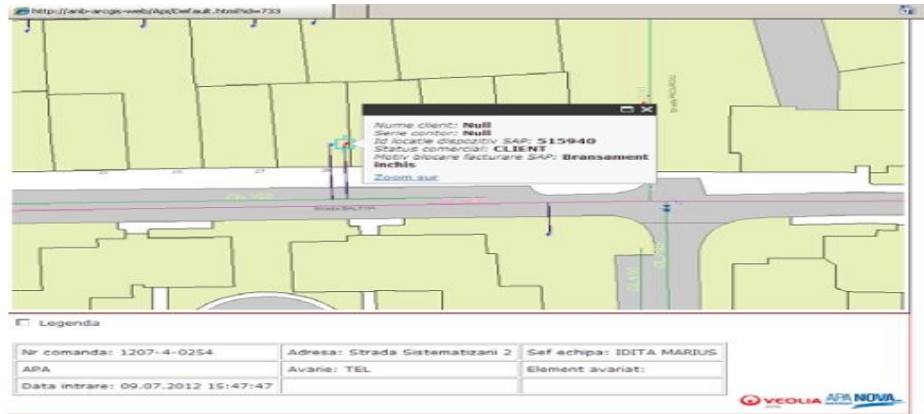 http://anb-arcgis-web/Api/Default.html?id=733
Nume client: Null
Serie contor: Null
Id locatie dispozitiv SAP: 515940
Status comercial: CLIENT
Motiv blocare facturare SAP: Bransament
inchis
Zoom sur
25
26
27
Strada BALTITA
Legenda
Nr comanda: 1207-4-0254
Adresa: Strada Sistematizarii 2
Sef echipa: IDITA MARIUS
APA
Avarie: TEL
Element avariat:
Data intrare: 09.07.2012 15:47:47
VEOLIA
APA NOVA